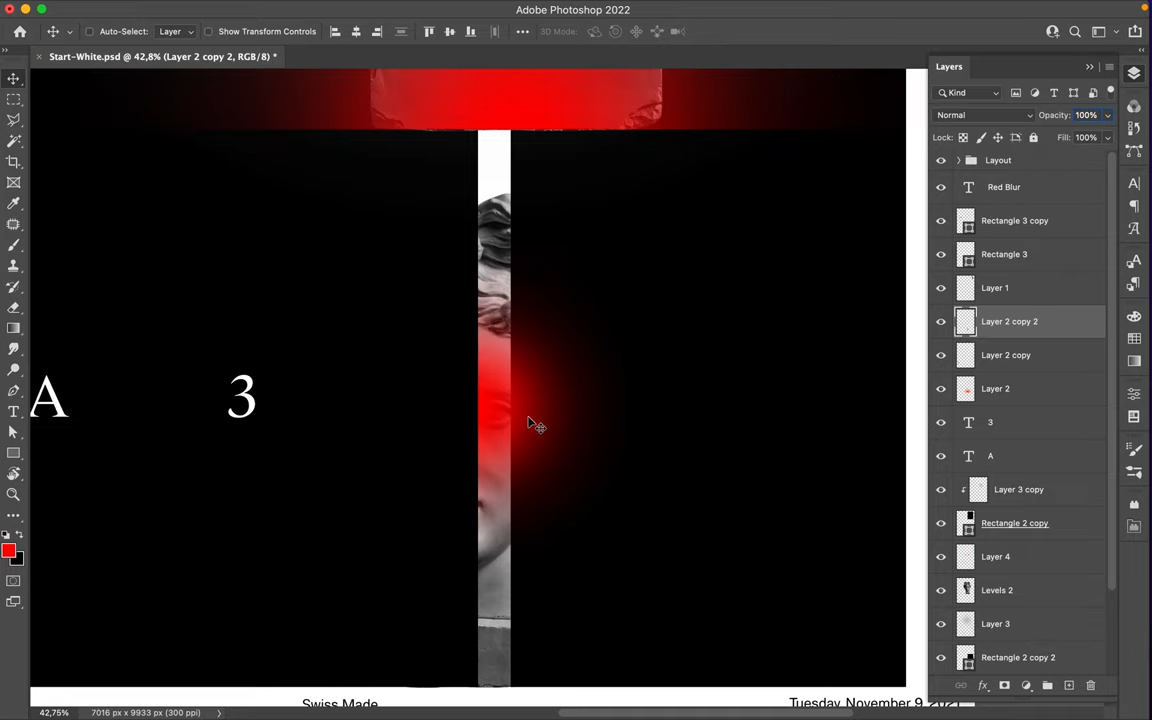 Adobe Photoshop 2022
Auto-Select: Layer Show Transform Controls 3D Mode:
Start-White.psd @ 42,8% (Layer 2 copy 2, RGB/8) *
Layers
Kind
Normal Opacity: 100%
Lock: Fill: 100%
Layout
Red Blur
Rectangle 3 copy
Rectangle 3
Layer 1
Layer 2 copy 2
Layer 2 copy
Layer 2
3
A
Layer 3 copy
Rectangle 2 copy
Layer 4
Levels 2
Layer 3
Rectangle 2 copy 2
A 3
Swiss Made Tuesday, November 9, 2021
42,75% 7016 px x 9933 px (300 ppi)